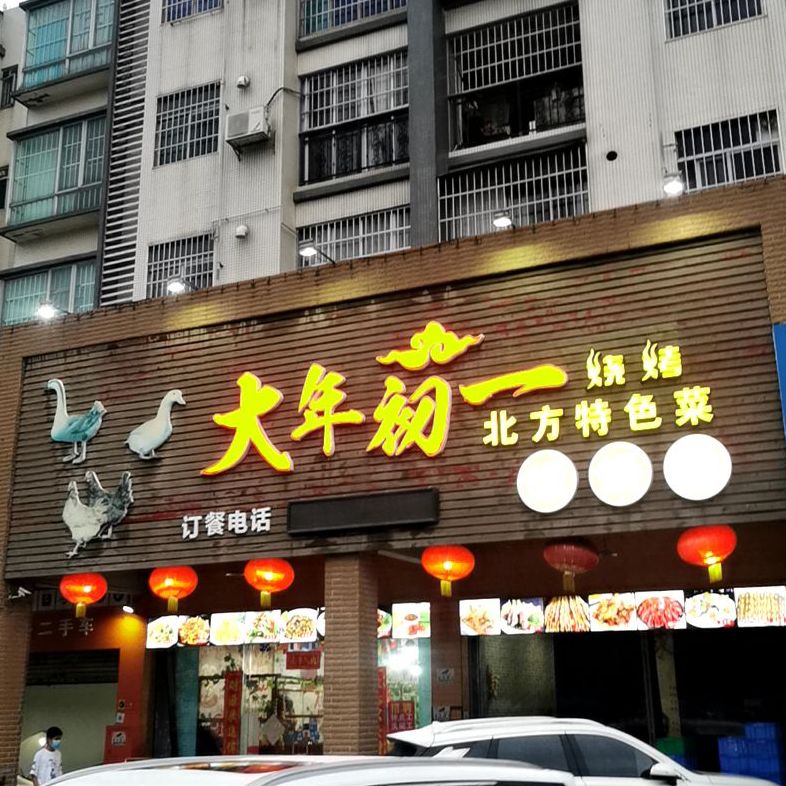 大年初一
烧烤
北方特色菜
订餐电话
二手车